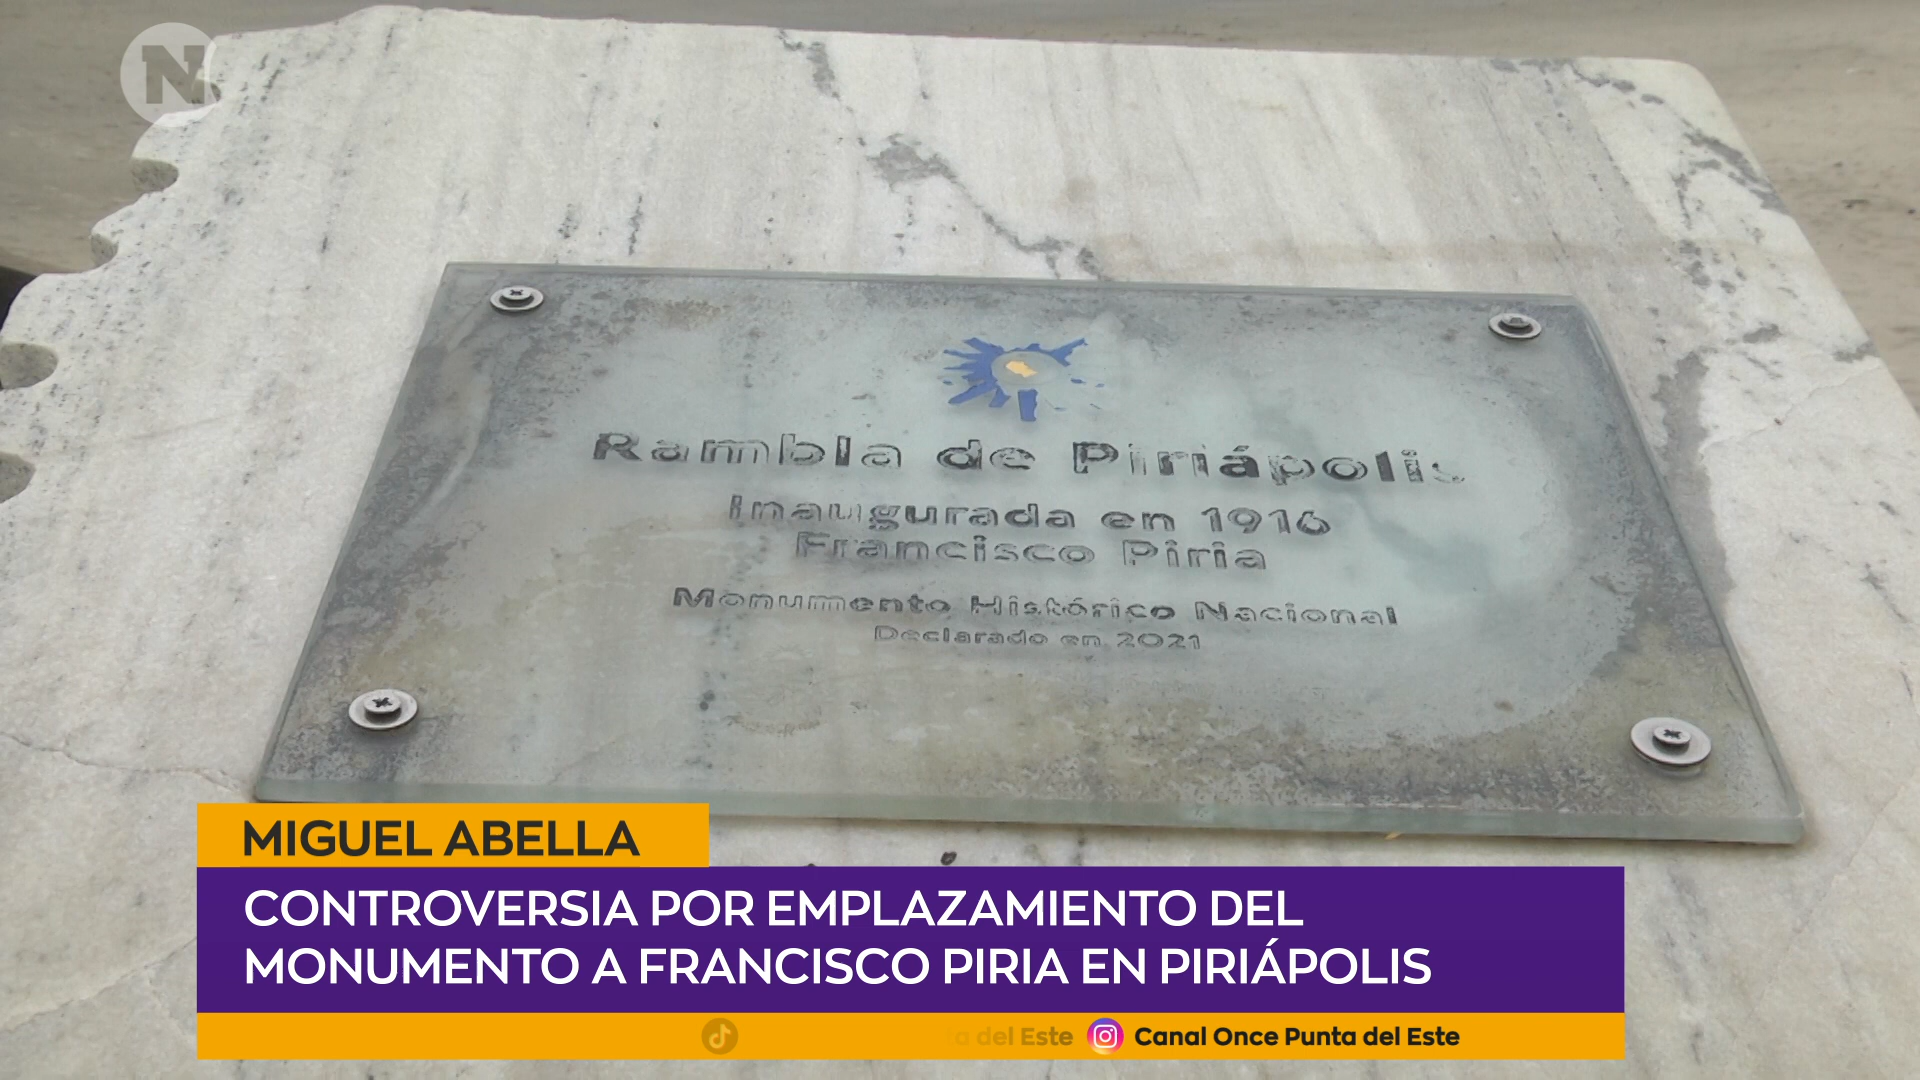 N
Rambla de Piriápolis
Inaugurada en 1916
Francisco Piria
Monumento Histórico Nacional
Declarado en 2021
MIGUEL ABELLA
CONTROVERSIA POR EMPLAZAMIENTO DEL
MONUMENTO A FRANCISCO PIRIA EN PIRIÁPOLIS
del Este Canal Once Punta del Este